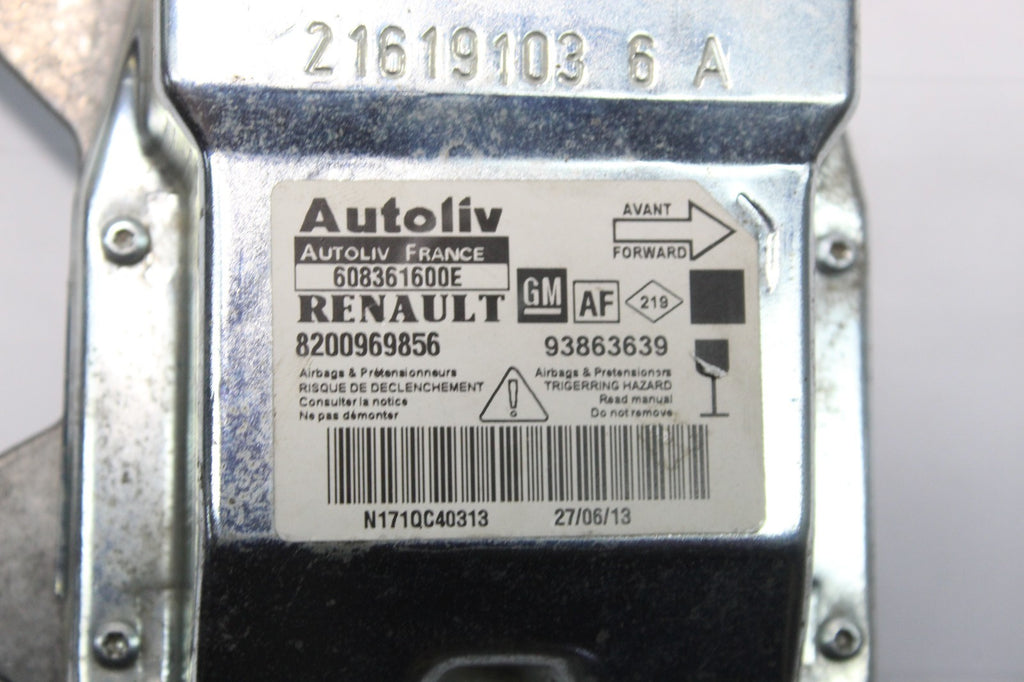 21619103 6 A
Autoliv
AUTOLIV FRANCE
608361600E
RENAULT GM AF 219
AVANT
FORWARD
8200969856 93863639
Airbags & Prétensionneurs
RISQUE DE DECLENCHEMENT
Consulter la notice
Ne pas démonter
Airbags & Pretensionors
TRIGERRING HAZARD
Read manual
Do not remove
N171QC40313 27/06/13